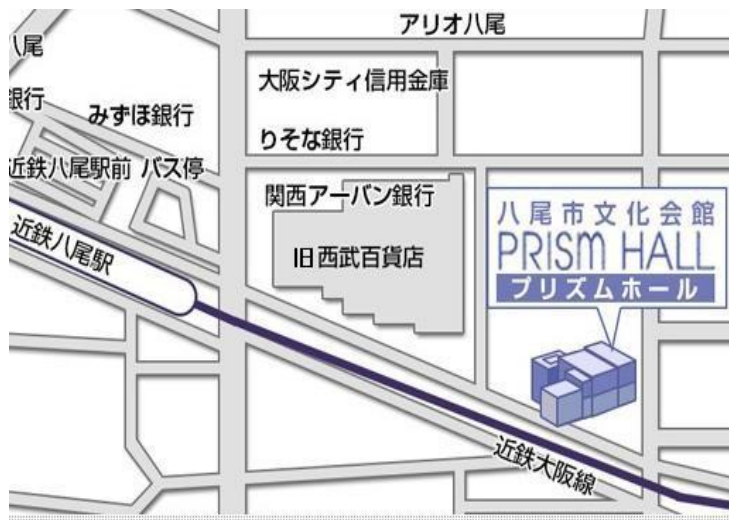 アリオ八尾
八尾
大阪シティ信用金庫
銀行
みずほ銀行
りそな銀行
近鉄八尾駅前 バス停
関西アーバン銀行
八尾市文化会館
PRISM HALL
プリズムホール
近鉄八尾駅
旧西武百貨店
近鉄大阪線